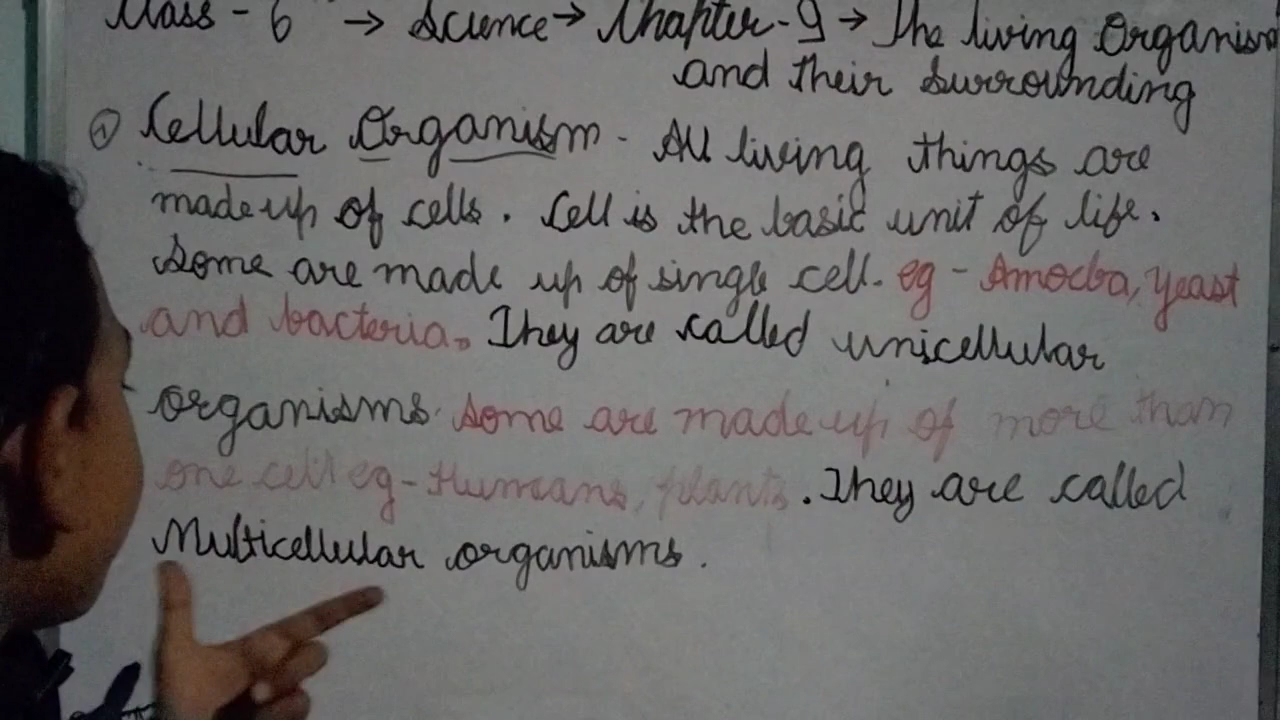 Class - 6 → Science → Chapter - 9 → The living Organism
and their surrounding
① Cellular Organism - All living things are
made up of cells. Cell is the basic unit of life.
Some are made up of single cell. eg - Amoeba, yeast
and bacteria. They are called unicellular
organisms. Some are made up of more than
one cell eg - Humans, plants. They are called
Multicellular organisms.